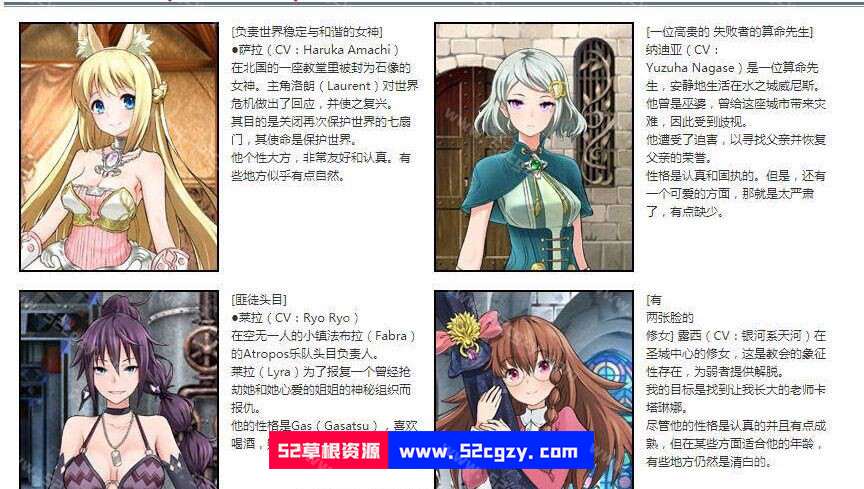 [负责世界稳定与和谐的女神]
●萨拉（CV：Haruka Amachi）
在北国的一座教堂里被封为石像的
女神。主角洛朗（Laurent）对世界
危机做出了回应，并使之复兴。
其目的是关闭再次保护世界的七扇
门，其使命是保护世界。
他个性大方，非常友好和认真。有
些地方似乎有点自然。
[一位高贵的 失败者的算命先生]
纳迪亚（CV：
Yuzuha Nagase）是一位算命先
生，安静地生活在水之城威尼斯。
他曾是巫婆，曾给这座城市带来灾
难，因此受到歧视。
他遭受了迫害，以寻找父亲并恢复
父亲的荣誉。
性格是认真和固执的。但是，还有
一个可爱的方面，那就是太严肃
了，有点缺少。
[匪徒头目]
●莱拉（CV：Ryo Ryo）
在空无一人的小镇法布拉（Fabra）
的Atropos乐队头目负责人。
莱拉（Lyra）为了报复一个曾经抢
劫她和她心爱的姐姐的神秘组织而
报仇。
他的性格是Gas（Gasatsu），喜欢
喝酒，
[有
两张脸的
修女] 露西（CV：银河系天河）在
圣城中心的修女，这是教会的象征
性存在，为弱者提供解脱。
我的目标是找到让我长大的老师卡
塔琳娜。
尽管他的性格是认真的并且有点成
熟，但在某些方面适合他的年龄，
有些地方仍然是清白的。
52草根资源 www.52cgzy.com